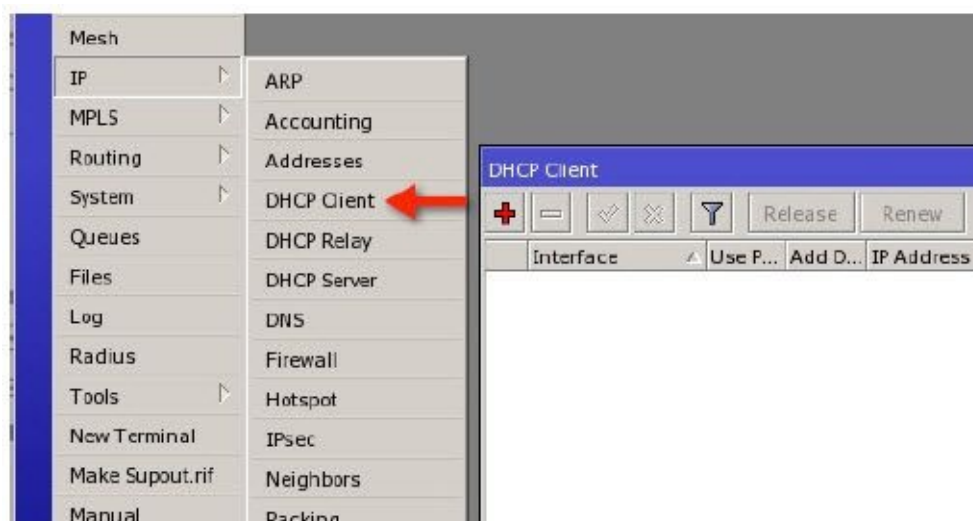 Mesh
IP
MPLS
Routing
System
Queues
Files
Log
Radius
Tools
New Terminal
Make Supout.rif
Manual
ARP
Accounting
Addresses
DHCP Client
DHCP Relay
DHCP Server
DNS
Firewall
Hotspot
IPsec
Neighbors
Packing
DHCP Client
Release Renew
Interface Use P... Add D... IP Address